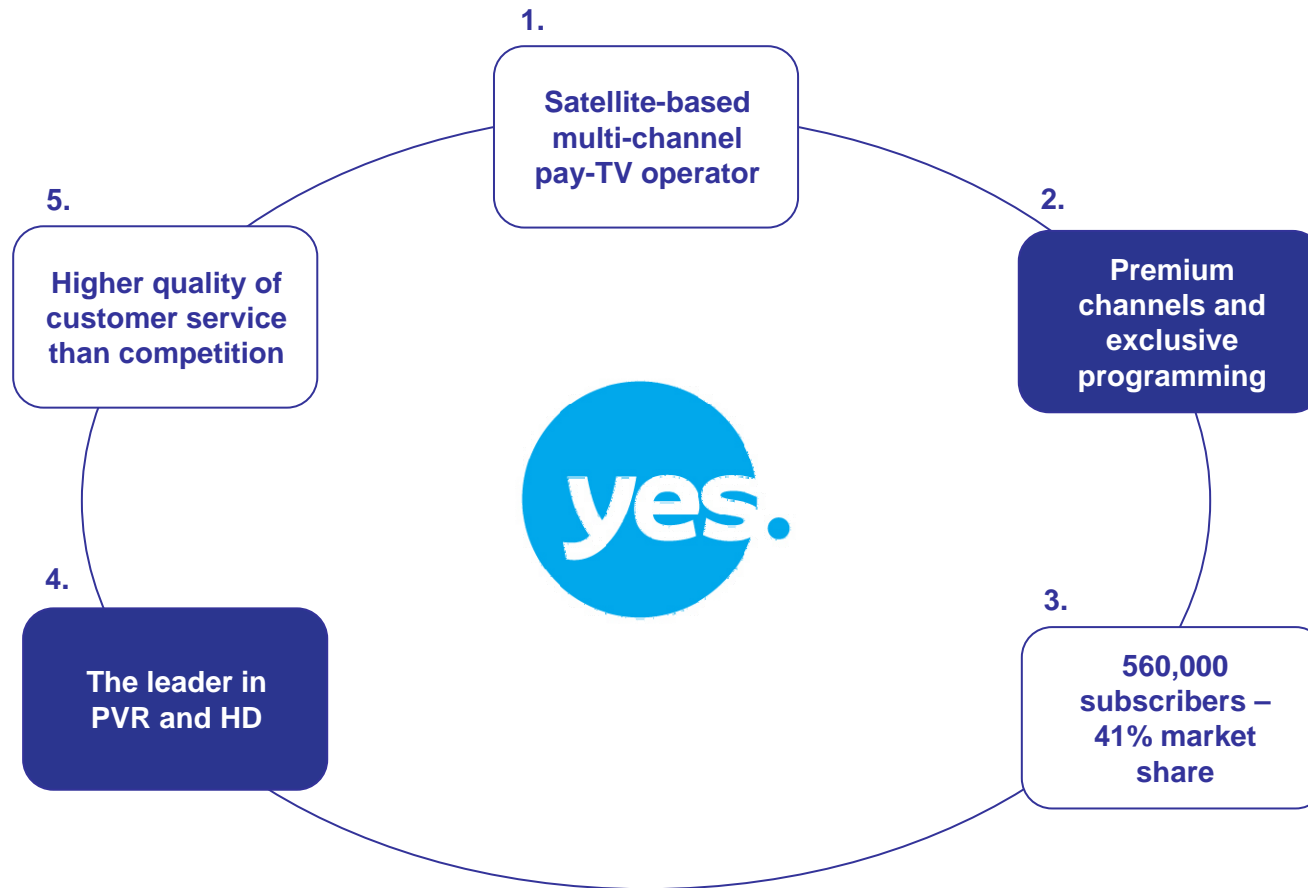 1.
Satellite-based
multi-channel
pay-TV operator
2.
Premium
channels and
exclusive
programming
3.
560,000
subscribers –
41% market
share
4.
The leader in
PVR and HD
5.
Higher quality of
customer service
than competition
yes.